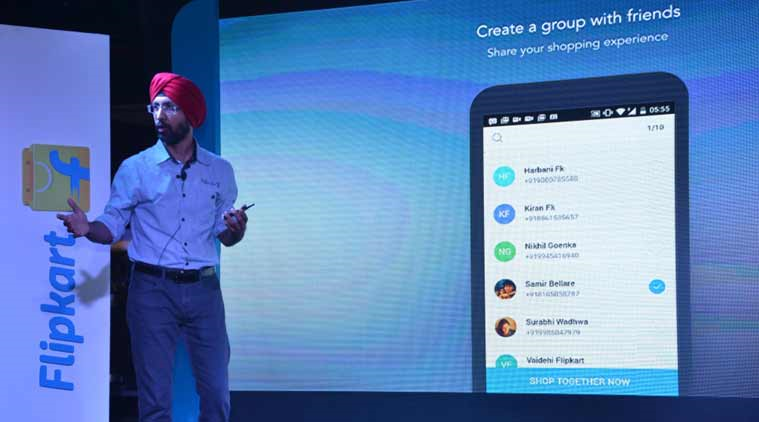 Create a group with friends
Share your shopping experience
05:55
1/10
HF
Harbani Fk
KF
Kiran Fk
NG
Nikhil Goenka
Samir Bellare
Surabhi Wadhwa
VF
Vaidehi Flipkart
SHOP TOGETHER NOW
f
Flipkart